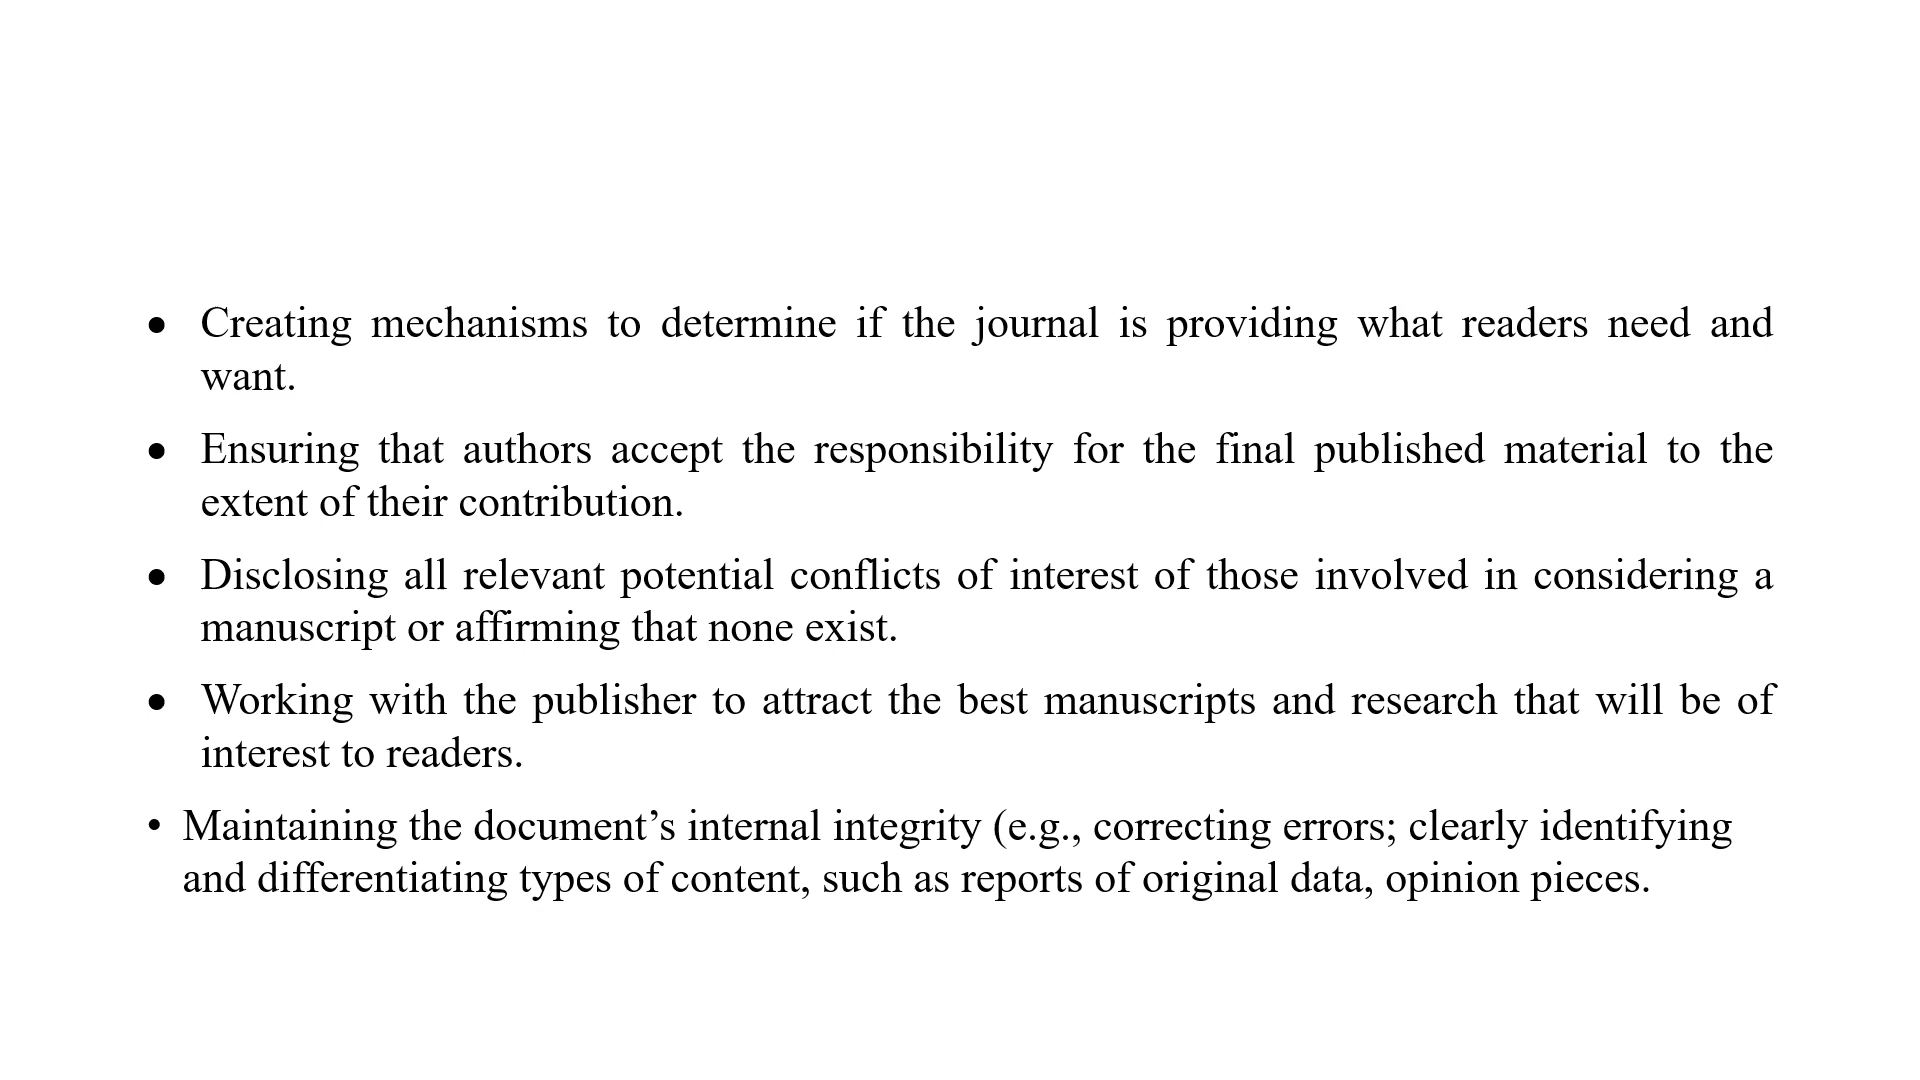 • Creating mechanisms to determine if the journal is providing what readers need and
want.
• Ensuring that authors accept the responsibility for the final published material to the
extent of their contribution.
• Disclosing all relevant potential conflicts of interest of those involved in considering a
manuscript or affirming that none exist.
• Working with the publisher to attract the best manuscripts and research that will be of
interest to readers.
• Maintaining the document’s internal integrity (e.g., correcting errors; clearly identifying
and differentiating types of content, such as reports of original data, opinion pieces.